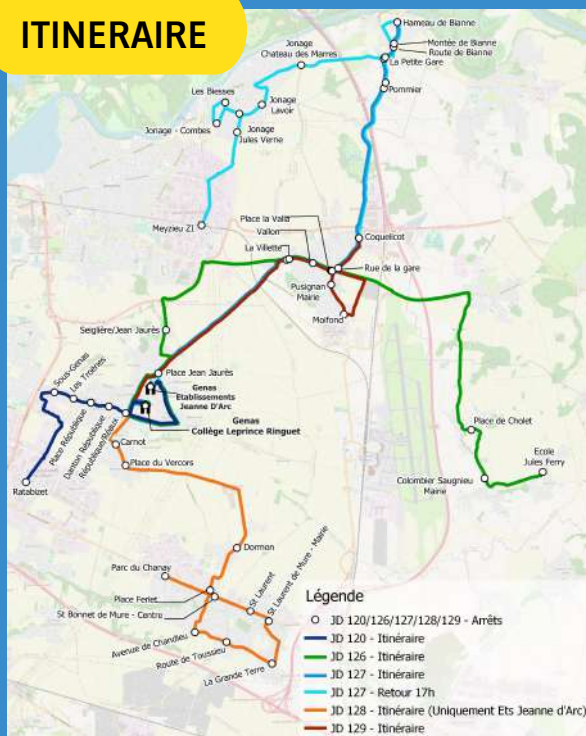 ITINERAIRE
Hameau de Bianne
Montée de Bianne
Route de Bianne
La Petite Gare
Jonage
Chateau des Marres
Pommier
Les Biesses
Jonage
Lavoir
Jonage - Combes
Jonage
Jules Verne
Meyzieu ZI
Place la Valla
Vallon
Coquelicot
La Villette
Rue de la gare
Pusignan
Mairie
Moifond
Seiglière/Jean Jaurès
Place Jean Jaurès
Genas
Etablissements
Jeanne D'Arc
Genas
Collège Leprince Ringuet
Sous-Genas
Les Troènes
Place République
Danton République
République/Réaux
Carnot
Place du Vercors
Ratabizet
Place de Cholet
Ecole
Jules Ferry
Colombier Saugnieu
Mairie
Dormon
Parc du Chanay
Place Ferlet
St Bonnet de Mure - Centre
St Laurent
St Laurent de Mure - Mairie
Avenue de Chandieu
Route de Toussieu
La Grande Terre
Légende
JD 120/126/127/128/129 - Arrêts
JD 120 - Itinéraire
JD 126 - Itinéraire
JD 127 - Itinéraire
JD 127 - Retour 17h
JD 128 - Itinéraire (Uniquement Ets Jeanne d'Arc)
JD 129 - Itinéraire